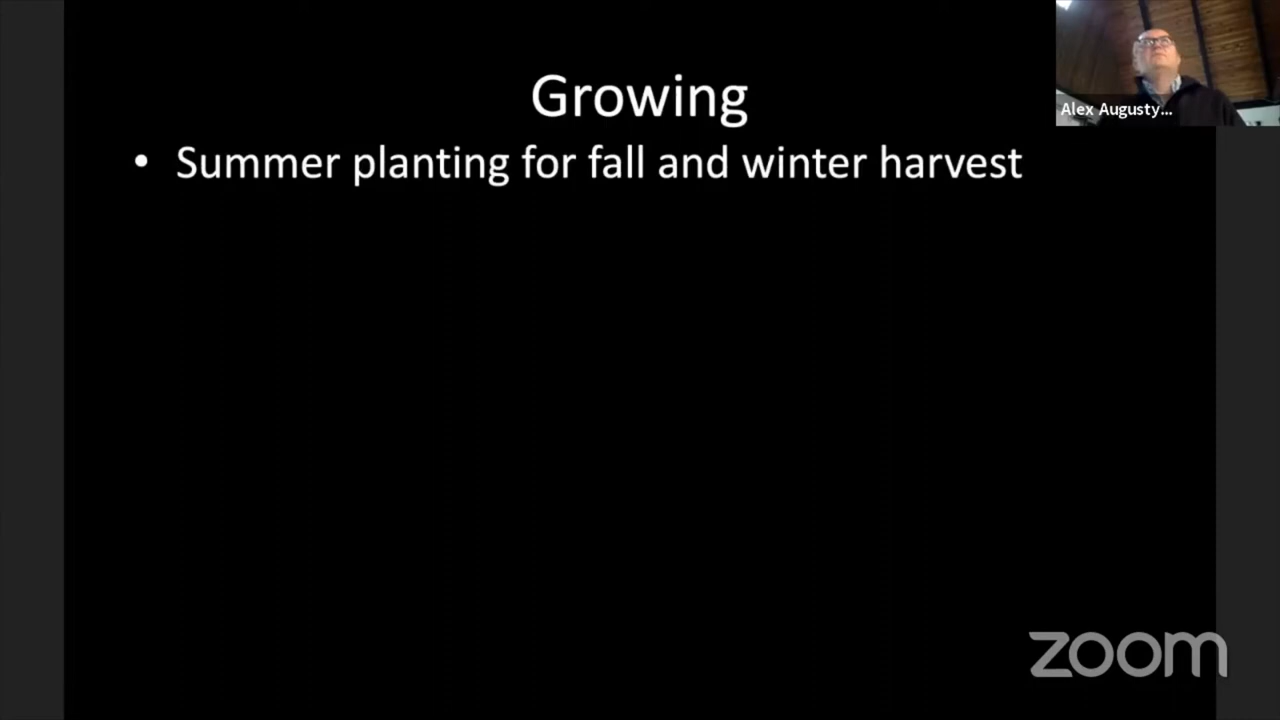 Growing
• Summer planting for fall and winter harvest
Alex Augusty...
zoom